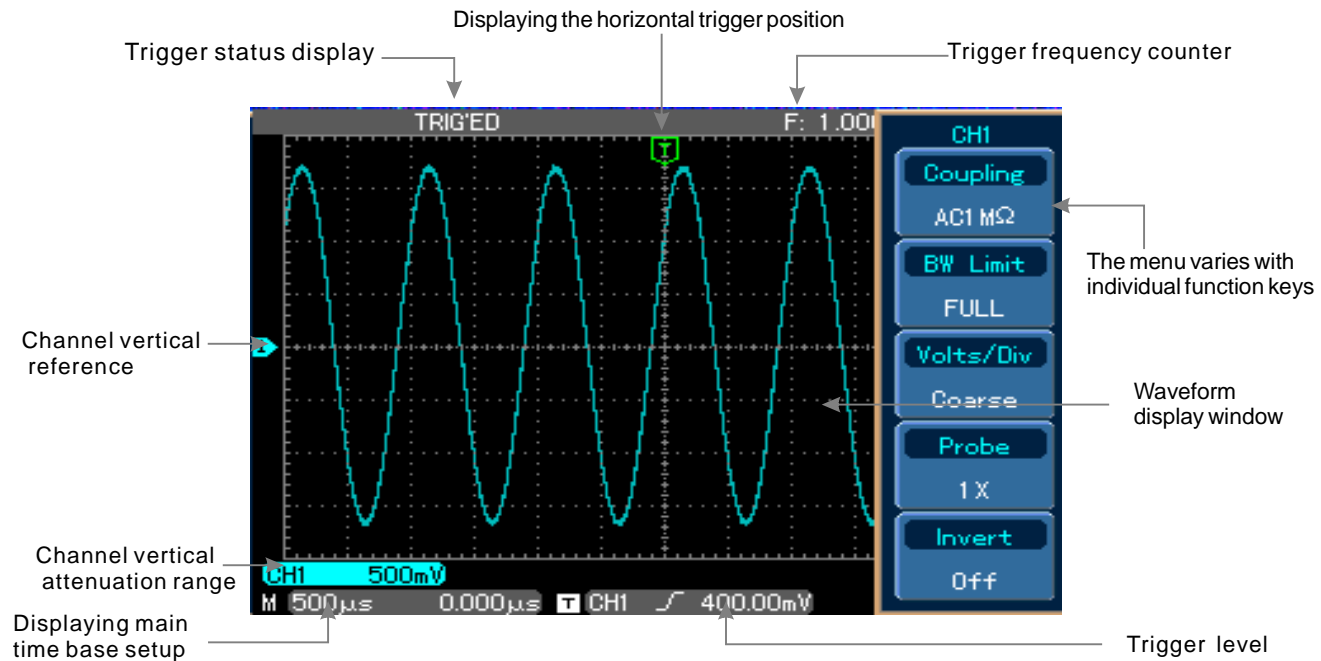 Displaying the horizontal trigger position
Trigger status display
Trigger frequency counter
TRIG'ED
F: 1.00
CH1
Coupling
AC1 MΩ
The menu varies with
individual function keys
BW Limit
FULL
Channel vertical
reference
Volts/Div
Coarse
Waveform
display window
Probe
1 X
Invert
Off
Channel vertical
attenuation range
CH1 500mV
M 500µs 0.000µs T CH1 400.00mV
Displaying main
time base setup
Trigger level
T